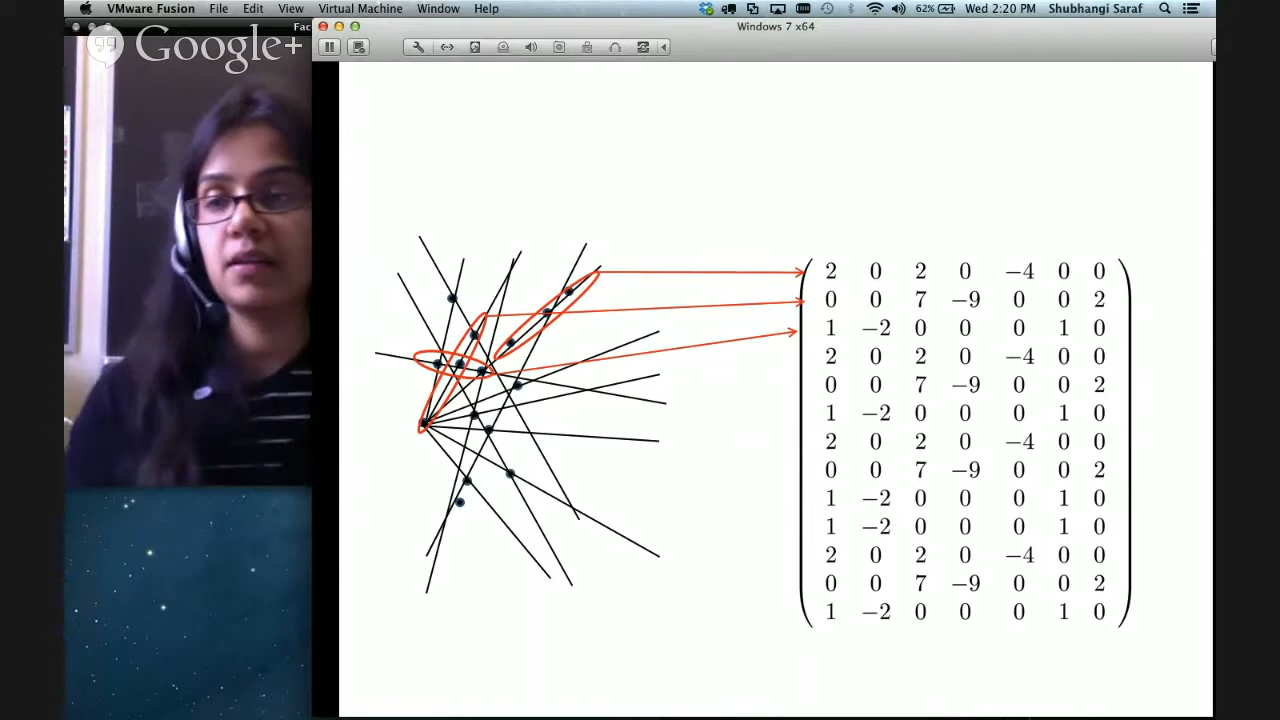 VMware Fusion File Edit View Virtual Machine Window Help 62% Wed 2:20 PM Shubhangi Saraf
Fac
Windows 7 x64
Google+
2 0 2 0 −4 0 0
0 0 7 −9 0 0 2
1 −2 0 0 0 1 0
2 0 2 0 −4 0 0
0 0 7 −9 0 0 2
1 −2 0 0 0 1 0
2 0 2 0 −4 0 0
0 0 7 −9 0 0 2
1 −2 0 0 0 1 0
1 −2 0 0 0 1 0
2 0 2 0 −4 0 0
0 0 7 −9 0 0 2
1 −2 0 0 0 1 0